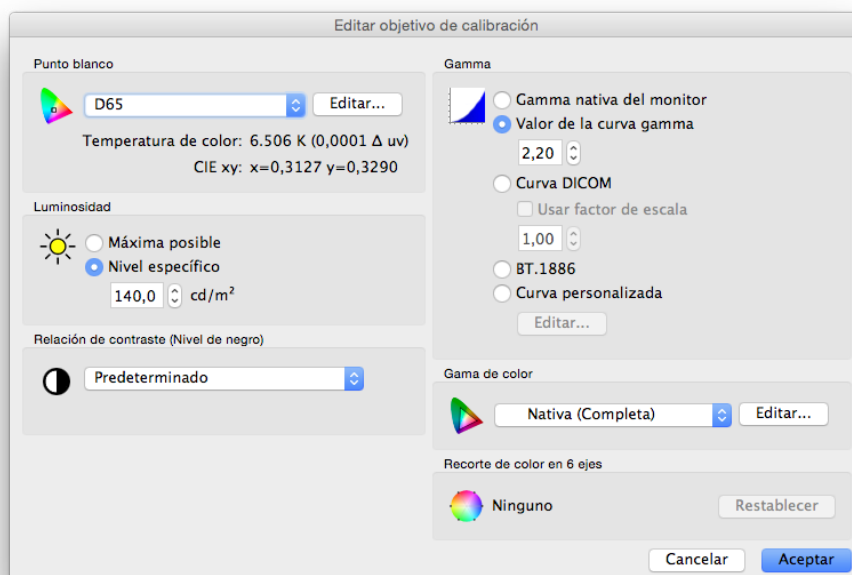 Editar objetivo de calibración
Punto blanco
D65
Editar...
Temperatura de color: 6.506 K (0,0001 Δ uv)
CIE xy: x=0,3127 y=0,3290
Luminosidad
Máxima posible
Nivel específico
140,0 cd/m²
Relación de contraste (Nivel de negro)
Predeterminado
Gamma
Gamma nativa del monitor
Valor de la curva gamma
2,20
Curva DICOM
Usar factor de escala
1,00
BT.1886
Curva personalizada
Editar...
Gama de color
Nativa (Completa)
Editar...
Recorte de color en 6 ejes
Ninguno
Restablecer
Cancelar
Aceptar